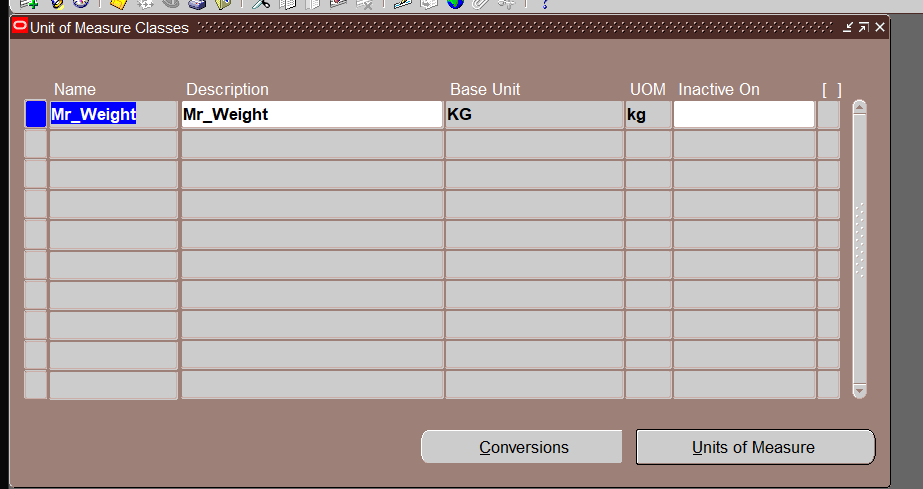 Unit of Measure Classes
Name Description Base Unit UOM Inactive On [ ]
Mr_Weight Mr_Weight KG kg
Conversions Units of Measure